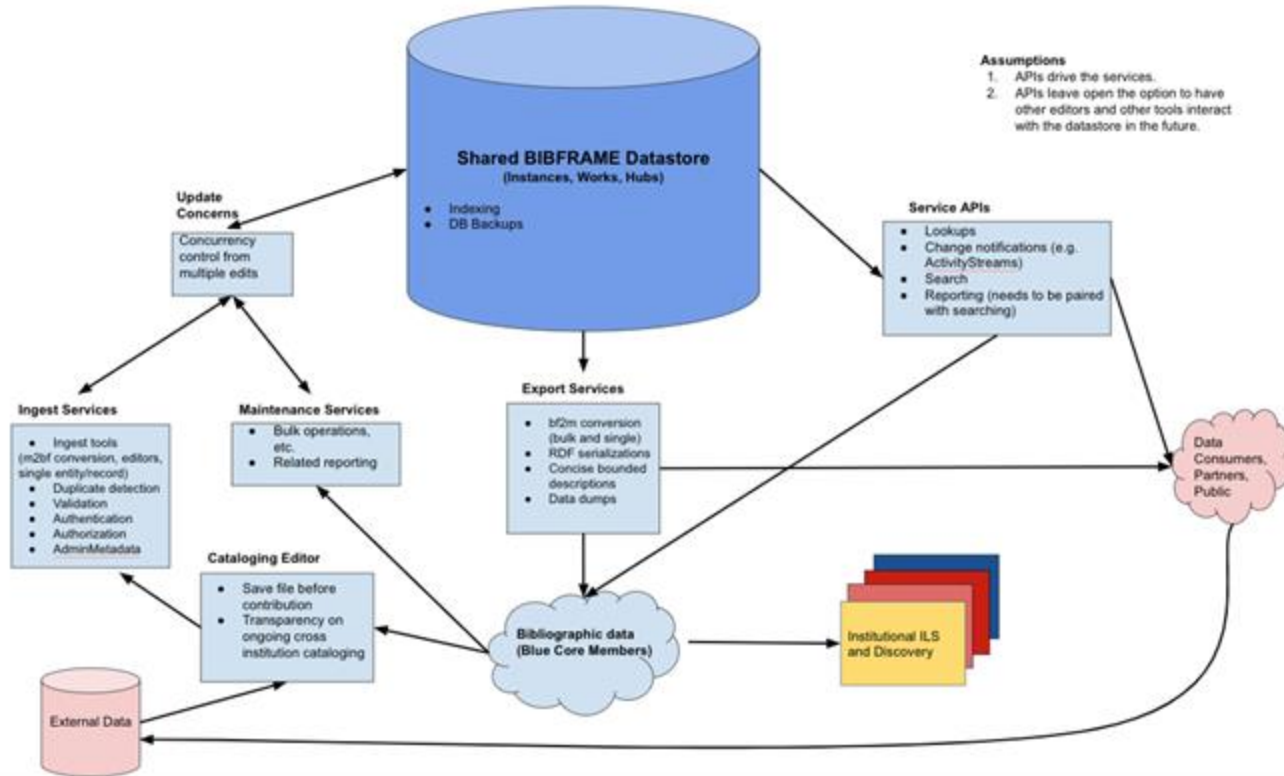 Assumptions
1. APIs drive the services.
2. APIs leave open the option to have
other editors and other tools interact
with the datastore in the future.
Shared BIBFRAME Datastore
(Instances, Works, Hubs)
● Indexing
● DB Backups
Update
Concerns
Concurrency
control from
multiple edits
Service APIs
● Lookups
● Change notifications (e.g.
ActivityStreams)
● Search
● Reporting (needs to be paired
with searching)
Ingest Services
● Ingest tools
(m2bf conversion, editors,
single entity/record)
● Duplicate detection
● Validation
● Authentication
● Authorization
● AdminMetadata
Maintenance Services
● Bulk operations,
etc.
● Related reporting
Export Services
● bf2m conversion
(bulk and single)
● RDF serializations
● Concise bounded
descriptions
● Data dumps
Data
Consumers,
Partners,
Public
Cataloging Editor
● Save file before
contribution
● Transparency on
ongoing cross
institution cataloging
Bibliographic data
(Blue Core Members)
Institutional ILS
and Discovery
External Data